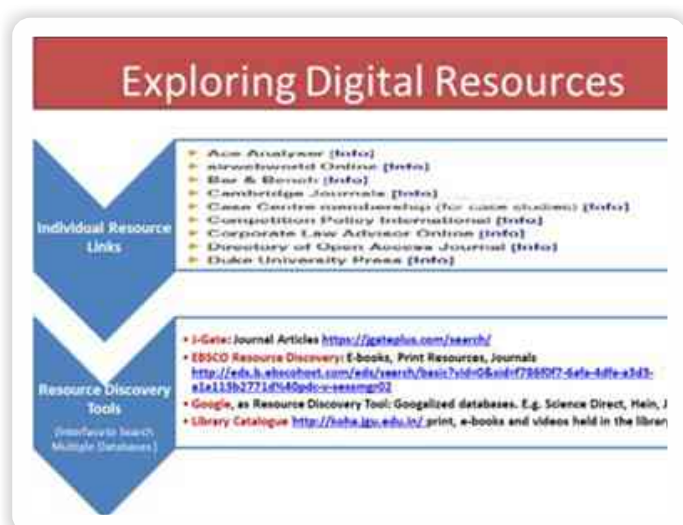 Exploring Digital Resources
Individual Resource
Links
Ace Analyser (Info)
airwebworld Online (Info)
Bar & Bench (Info)
Cambridge Journals (Info)
Case Centre membership (for case studies) (Info)
Competition Policy International (Info)
Corporate Law Advisor Online (Info)
Directory of Open Access Journal (Info)
Duke University Press (Info)
Resource Discovery
Tools
(Interface to Search
Multiple Databases)
• J-Gate: Journal Articles https://jgateplus.com/search/
• EBSCO Resource Discovery: E-books, Print Resources, Journals
• Google, as Resource Discovery Tool: Googalized databases. E.g. Science Direct, Hein, J
• Library Catalogue http://koha.jgu.edu.in/ print, e-books and videos held in the library